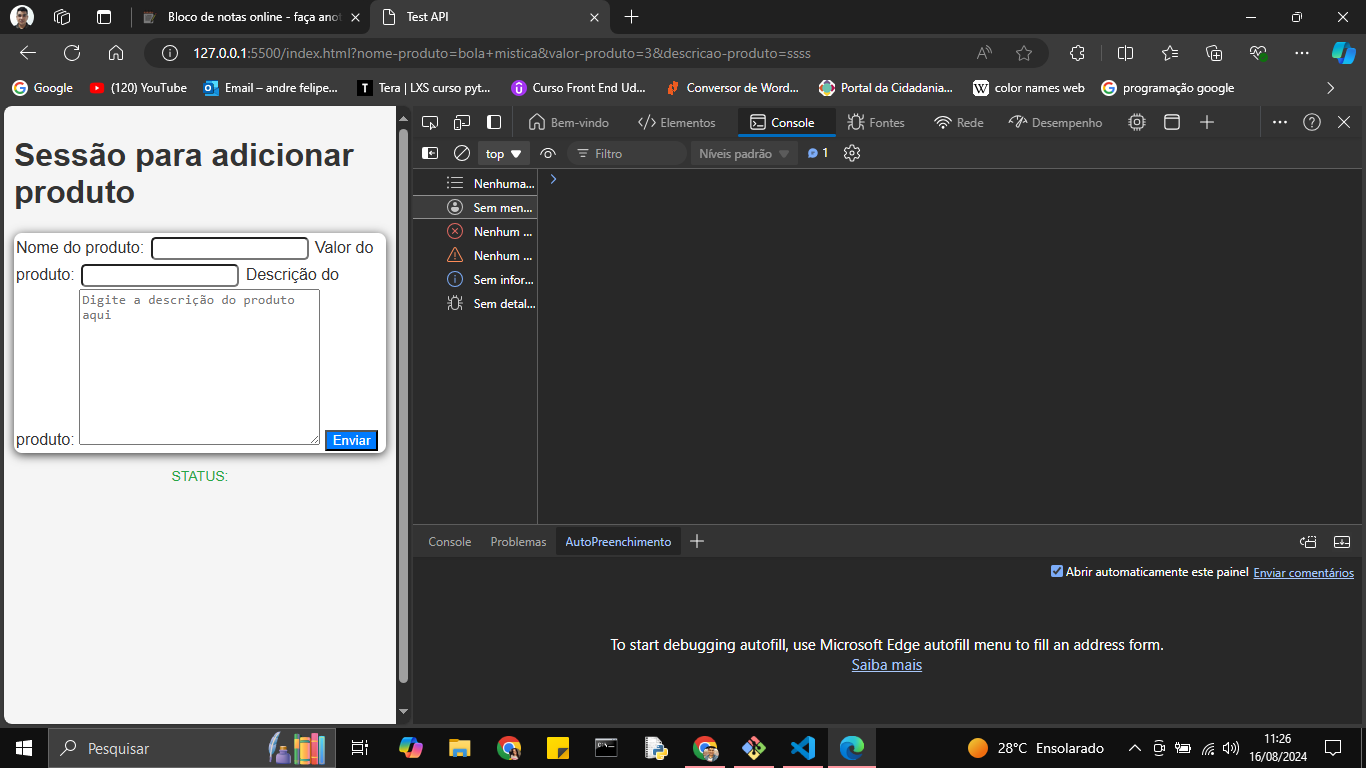 Bloco de notas online - faça anot
Test API
127.0.0.1:5500/index.html?nome-produto=bola+mistica&valor-produto=3&descricao-produto=ssss
Google
(120) YouTube
Email – andre felipe...
Tera | LXS curso pyt...
Curso Front End Ud...
Conversor de Word...
Portal da Cidadania...
color names web
programação google
Sessão para adicionar
produto
Nome do produto:
Valor do
produto:
Descrição do
Digite a descrição do produto
aqui
produto:
Enviar
STATUS:
Bem-vindo
Elementos
Console
Fontes
Rede
Desempenho
top
Filtro
Níveis padrão
1
Nenhuma...
Sem men...
Nenhum ...
Nenhum ...
Sem infor...
Sem detal...
Console
Problemas
AutoPreenchimento
Abrir automaticamente este painel
Enviar comentários
To start debugging autofill, use Microsoft Edge autofill menu to fill an address form.
Saiba mais
Pesquisar
28°C Ensolarado
11:26
16/08/2024